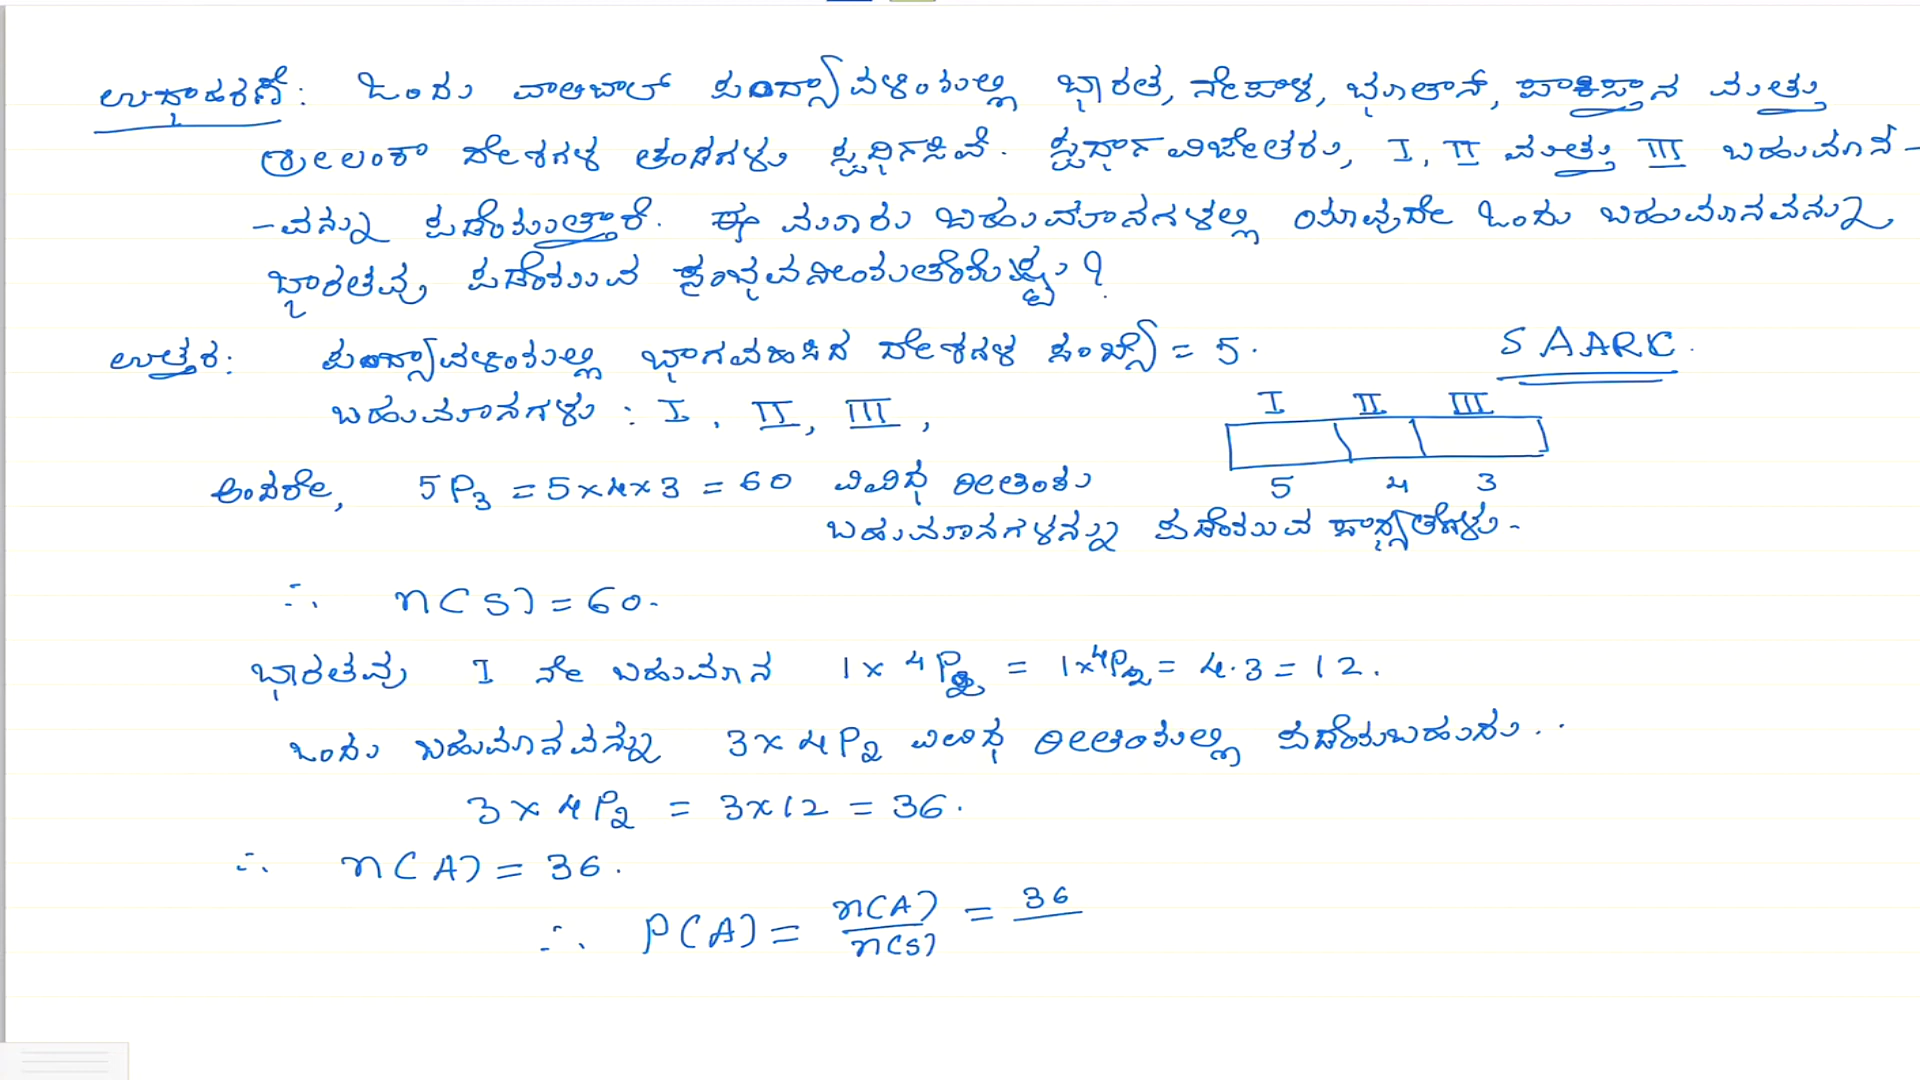 ಉದಾಹರಣೆ: ಒಂದು ವಾಲಿಬಾಲ್ ಪಂದ್ಯಾವಳಿಯಲ್ಲಿ ಭಾರತ, ನೇಪಾಳ, ಭೂತಾನ್, ಪಾಕಿಸ್ತಾನ ಮತ್ತು
ಶ್ರೀಲಂಕಾ ದೇಶಗಳ ತಂಡಗಳು ಸ್ಪರ್ಧಿಸಿವೆ. ಸ್ಪರ್ಧಾವಿಜೇತರು, I, II ಮತ್ತು III ಬಹುಮಾನ-
-ವನ್ನು ಪಡೆಯುತ್ತಾರೆ. ಈ ಮೂರು ಬಹುಮಾನಗಳಲ್ಲಿ ಯಾವುದೇ ಒಂದು ಬಹುಮಾನವನ್ನು
ಭಾರತವು ಪಡೆಯುವ ಸಂಭವನೀಯತೆಯೆಷ್ಟು?
ಉತ್ತರ: ಪಂದ್ಯಾವಳಿಯಲ್ಲಿ ಭಾಗವಹಿಸಿದ ದೇಶಗಳ ಸಂಖ್ಯೆ = 5. SAARC.
ಬಹುಮಾನಗಳು : I, II, III, I II III
ಅಂದರೇ, 5P3 = 5×4×3 = 60 ವಿವಿಧ ರೀತಿಯ 5 4 3
ಬಹುಮಾನಗಳನ್ನು ಪಡೆಯುವ ಸಾಧ್ಯತೆಗಳು.
∴ n(S) = 60.
ಭಾರತವು I ನೇ ಬಹುಮಾನ 1 × 4P2 = 1×4P2 = 4·3 = 12.
ಒಂದು ಬಹುಮಾನವನ್ನು 3×4P2 ವಿವಿಧ ರೀತಿಯಲ್ಲಿ ಪಡೆಯಬಹುದು..
3 × 4P2 = 3×12 = 36.
∴ n(A) = 36.
∴ P(A) = n(A)/n(S) = 36